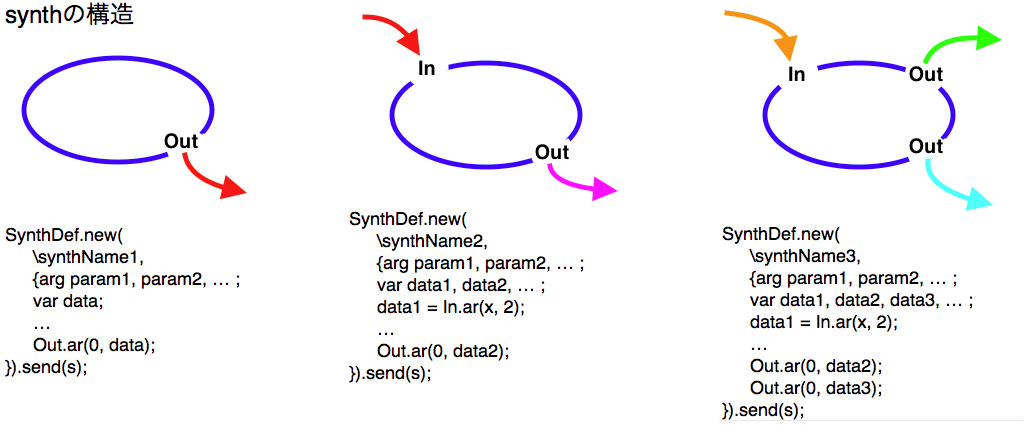 synthの構造
Out
SynthDef.new(
\synthName1,
{arg param1, param2, … ;
var data;
…
Out.ar(0, data);
}).send(s);
In
Out
SynthDef.new(
\synthName2,
{arg param1, param2, … ;
var data1, data2, … ;
data1 = In.ar(x, 2);
…
Out.ar(0, data2);
}).send(s);
In
Out
Out
SynthDef.new(
\synthName3,
{arg param1, param2, … ;
var data1, data2, data3, … ;
data1 = In.ar(x, 2);
…
Out.ar(0, data2);
Out.ar(0, data3);
}).send(s);